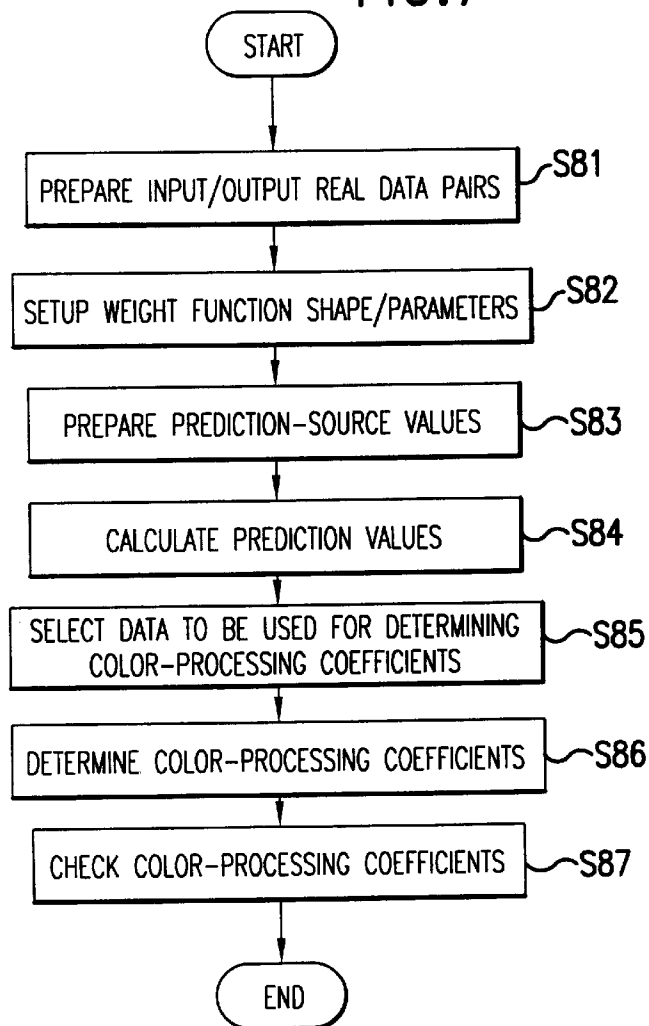 START
PREPARE INPUT/OUTPUT REAL DATA PAIRS
S81
SETUP WEIGHT FUNCTION SHAPE/PARAMETERS
S82
PREPARE PREDICTION-SOURCE VALUES
S83
CALCULATE PREDICTION VALUES
S84
SELECT DATA TO BE USED FOR DETERMINING
COLOR-PROCESSING COEFFICIENTS
S85
DETERMINE COLOR-PROCESSING COEFFICIENTS
S86
CHECK COLOR-PROCESSING COEFFICIENTS
S87
END